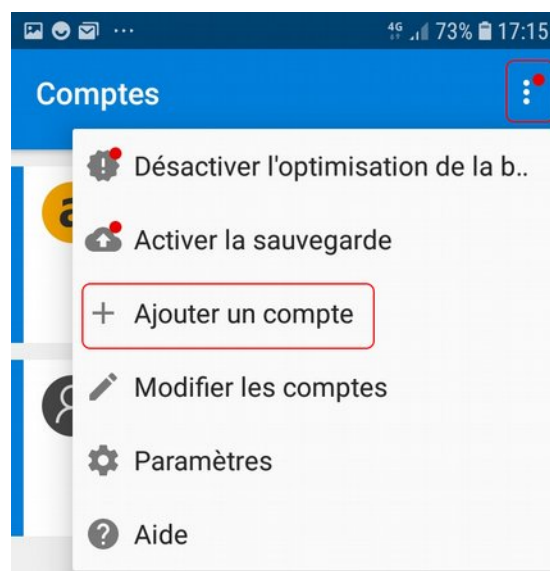 4G 73% 17:15
Comptes
Désactiver l'optimisation de la b..
a
Activer la sauvegarde
Ajouter un compte
Modifier les comptes
Paramètres
Aide